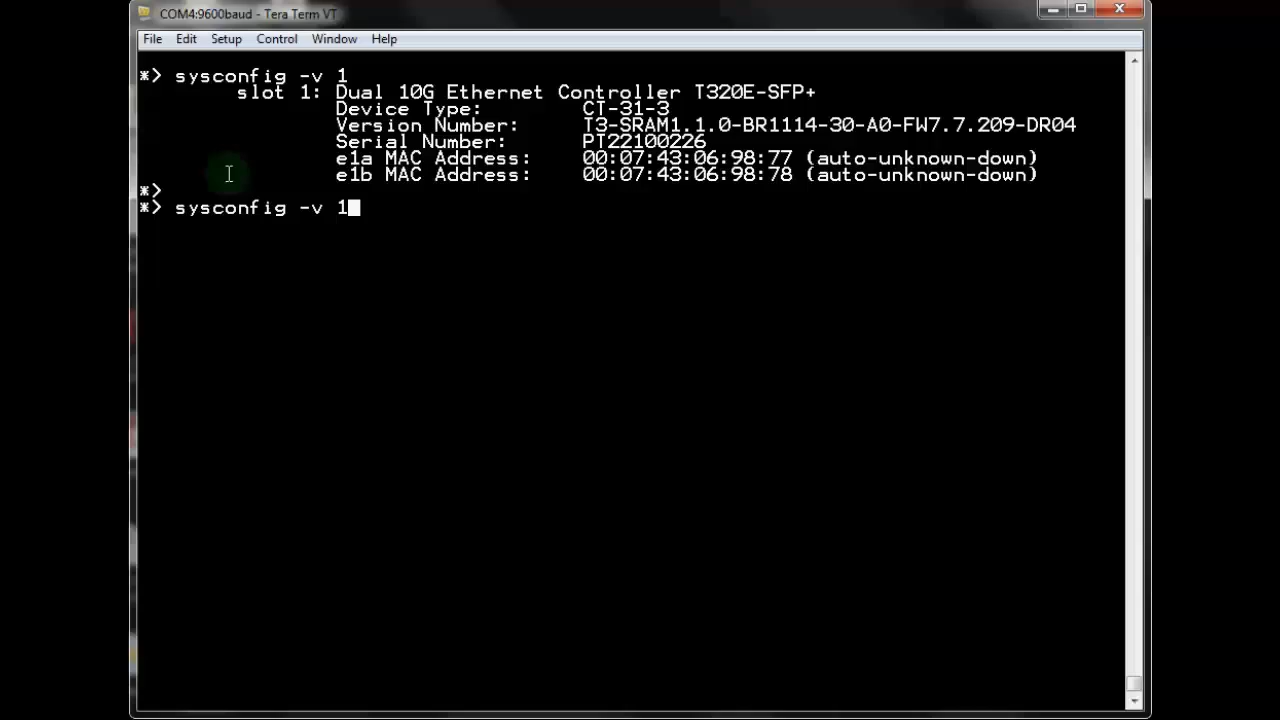 COM4:9600baud - Tera Term VT
File Edit Setup Control Window Help
*> sysconfig -v 1
slot 1: Dual 10G Ethernet Controller T320E-SFP+
Device Type: CT-31-3
Version Number: T3-SRAM1.1.0-BR1114-30-A0-FW7.7.209-DR04
Serial Number: PT22100226
e1a MAC Address: 00:07:43:06:98:77 (auto-unknown-down)
e1b MAC Address: 00:07:43:06:98:78 (auto-unknown-down)
*>
*> sysconfig -v 1